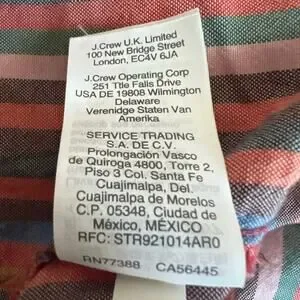 J.Crew U.K. Limited
100 New Bridge Street
London, EC4V 6JA
J.Crew Operating Corp
251 Ttle Falls Drive
USA DE 19808 Wilmington
Delaware
Verenidge Staten Van
Amerika
SERVICE TRADING
S.A. DE C.V.
Prolongación Vasco
de Quiroga 4800, Torre 2,
Piso 3 Col. Santa Fe
Cuajimalpa, Del.
Cuajimalpa de Morelos
C.P. 05348, Ciudad de
México, MÉXICO
RFC: STR921014AR0
RN77388 CA56445